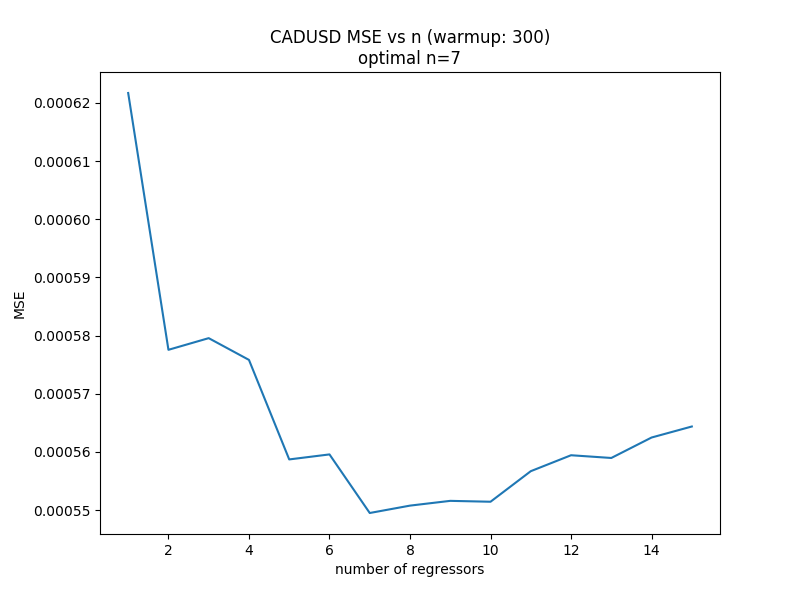 CADUSD MSE vs n (warmup: 300)
optimal n=7
0.00062
0.00061
0.00060
0.00059
0.00058
0.00057
0.00056
0.00055
MSE
2 4 6 8 10 12 14
number of regressors